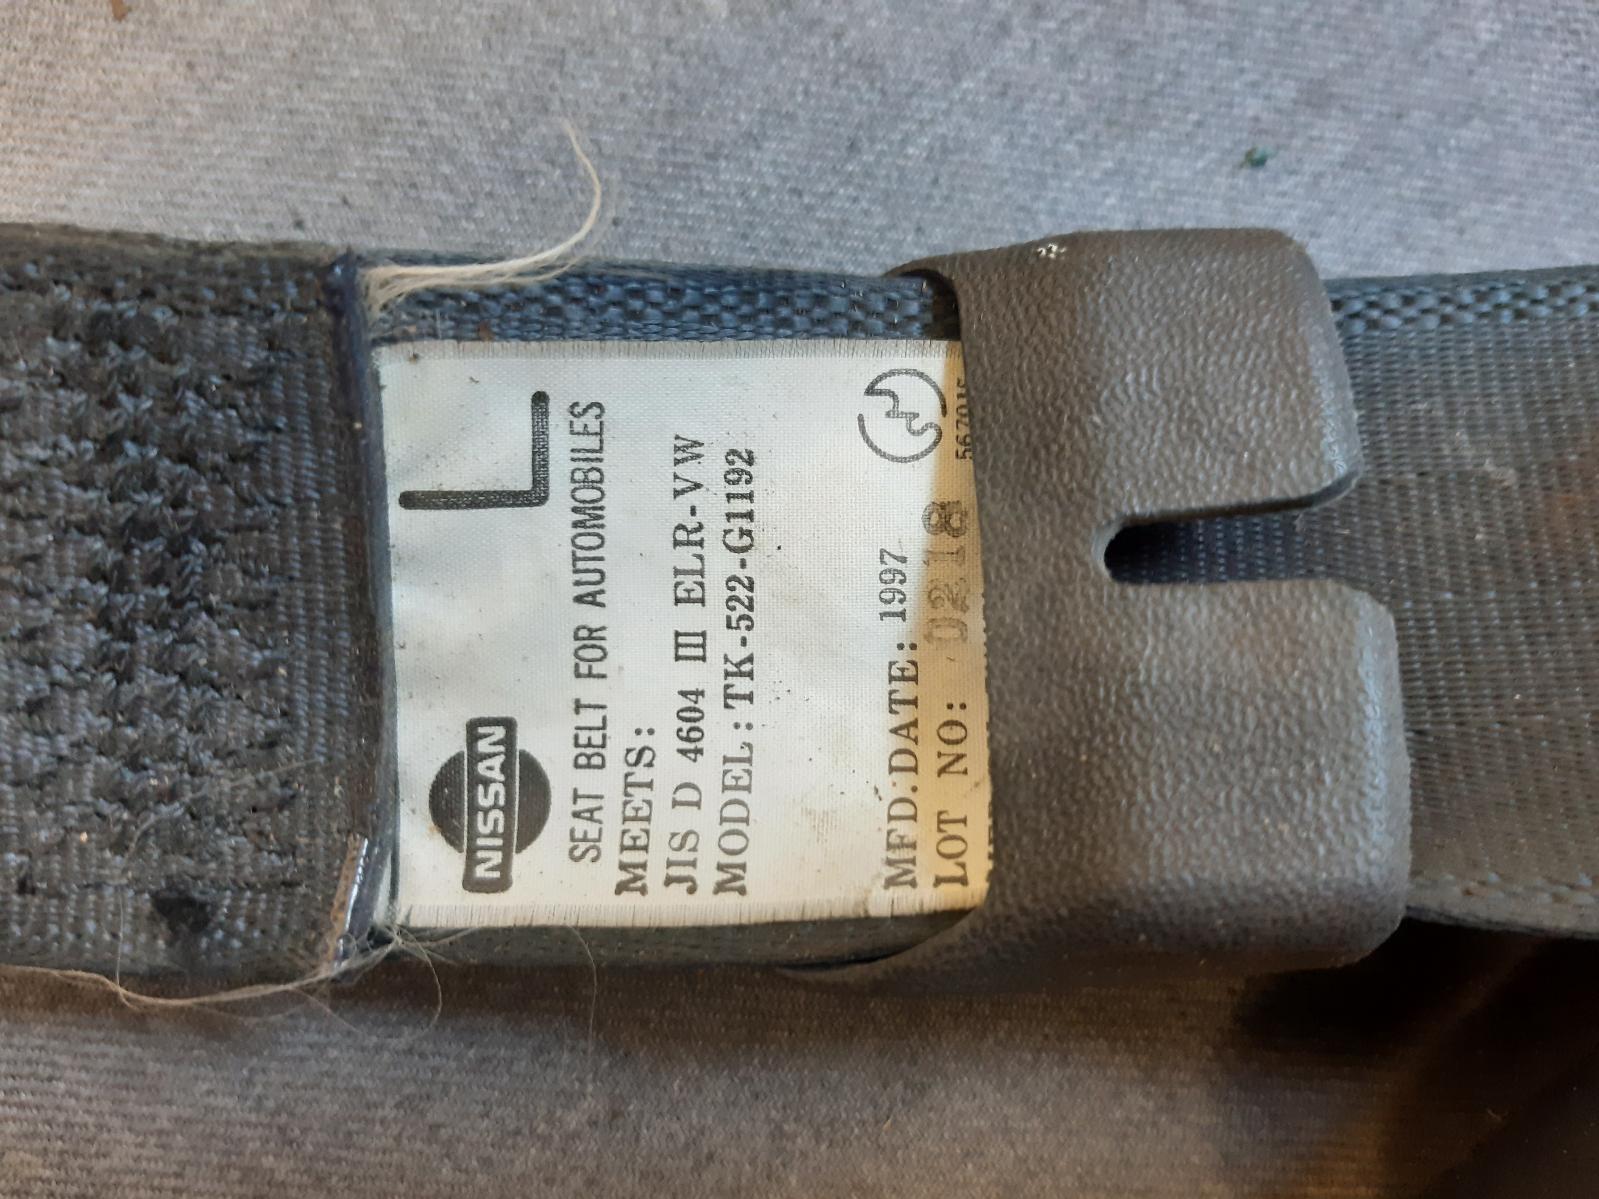 NISSAN
L
SEAT BELT FOR AUTOMOBILES
MEETS:
JIS D 4604 III ELR-VW
MODEL: TK-522-G1192
MFD.DATE: 1997
LOT NO: 0218